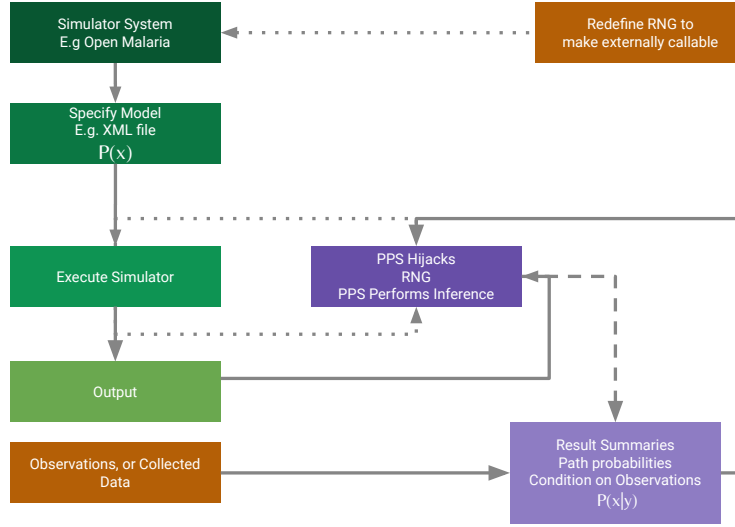 Simulator System
E.g Open Malaria
Redefine RNG to
make externally callable
Specify Model
E.g. XML file
P(x)
Execute Simulator
PPS Hijacks
RNG
PPS Performs Inference
Output
Observations, or Collected
Data
Result Summaries
Path probabilities
Condition on Observations
P(x|y)